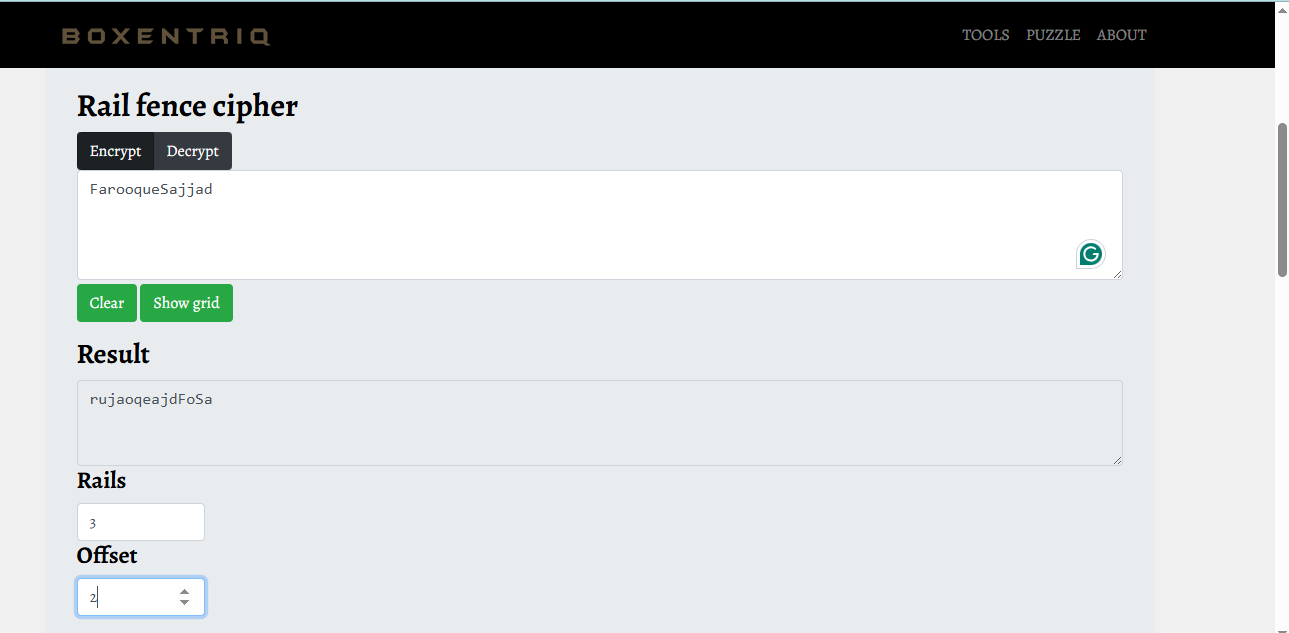 BOXENTRIQ
TOOLS PUZZLE ABOUT
Rail fence cipher
Encrypt Decrypt
FarooqueSajjad
G
Clear Show grid
Result
rujaoqeajdFoSa
Rails
3
Offset
2